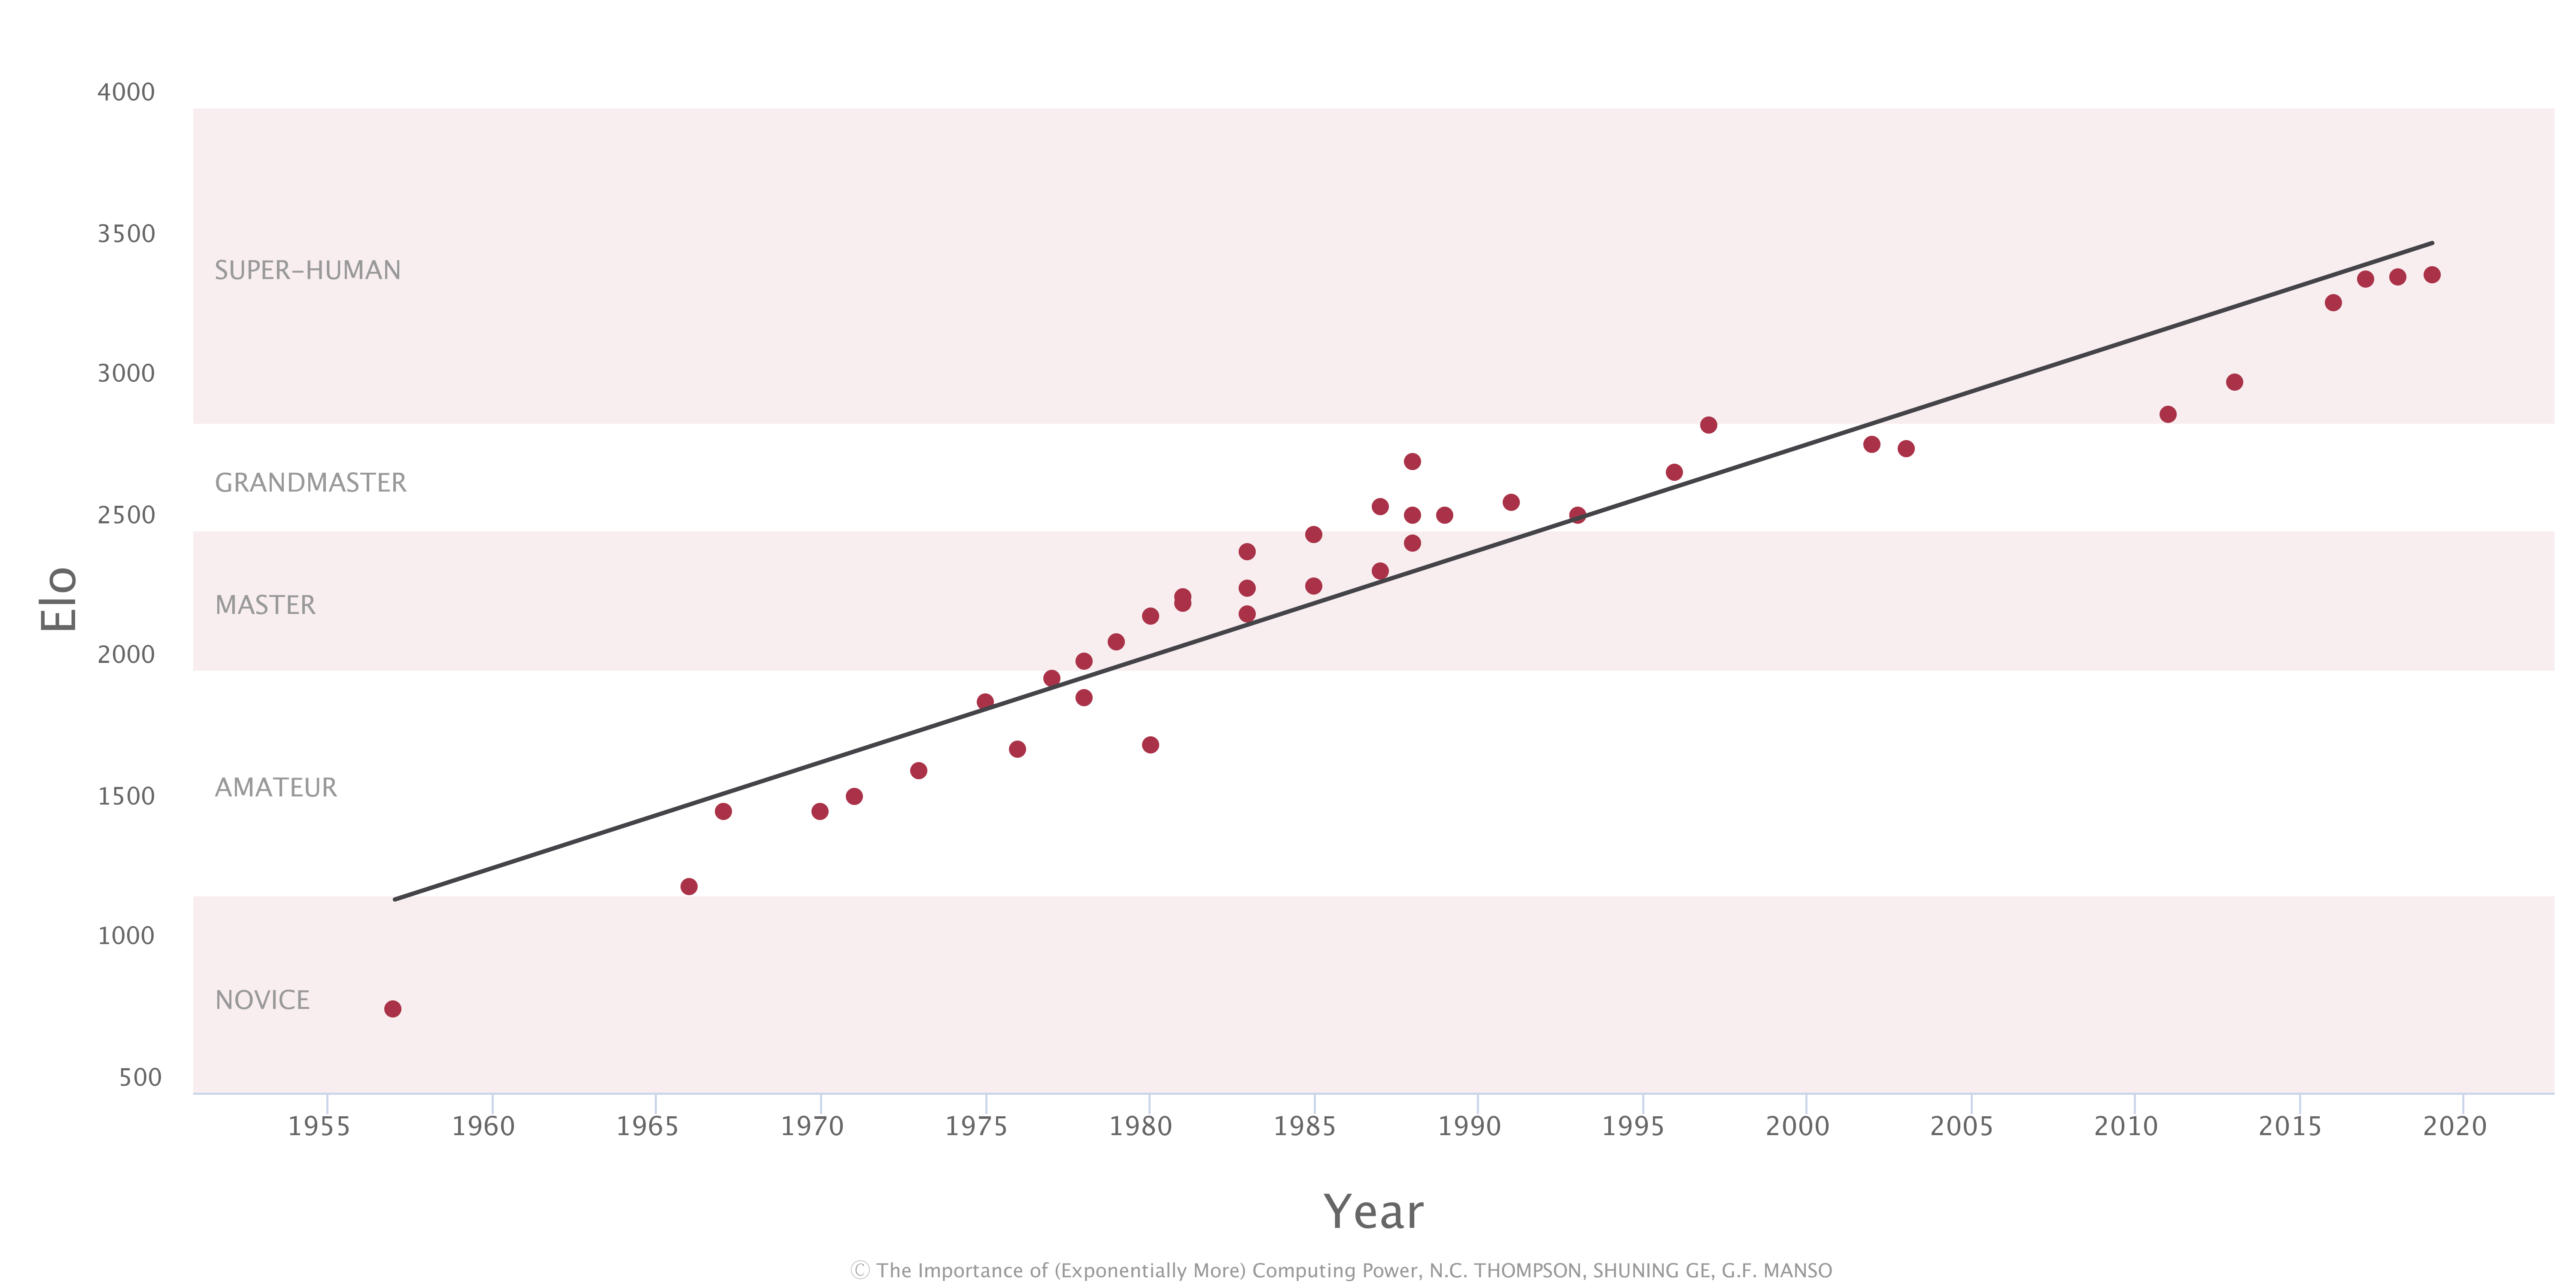 4000
3500
SUPER-HUMAN
3000
GRANDMASTER
2500
Elo
MASTER
2000
AMATEUR
1500
1000
NOVICE
500
1955 1960 1965 1970 1975 1980 1985 1990 1995 2000 2005 2010 2015 2020
Year
© The Importance of (Exponentially More) Computing Power, N.C. THOMPSON, SHUNING GE, G.F. MANSO